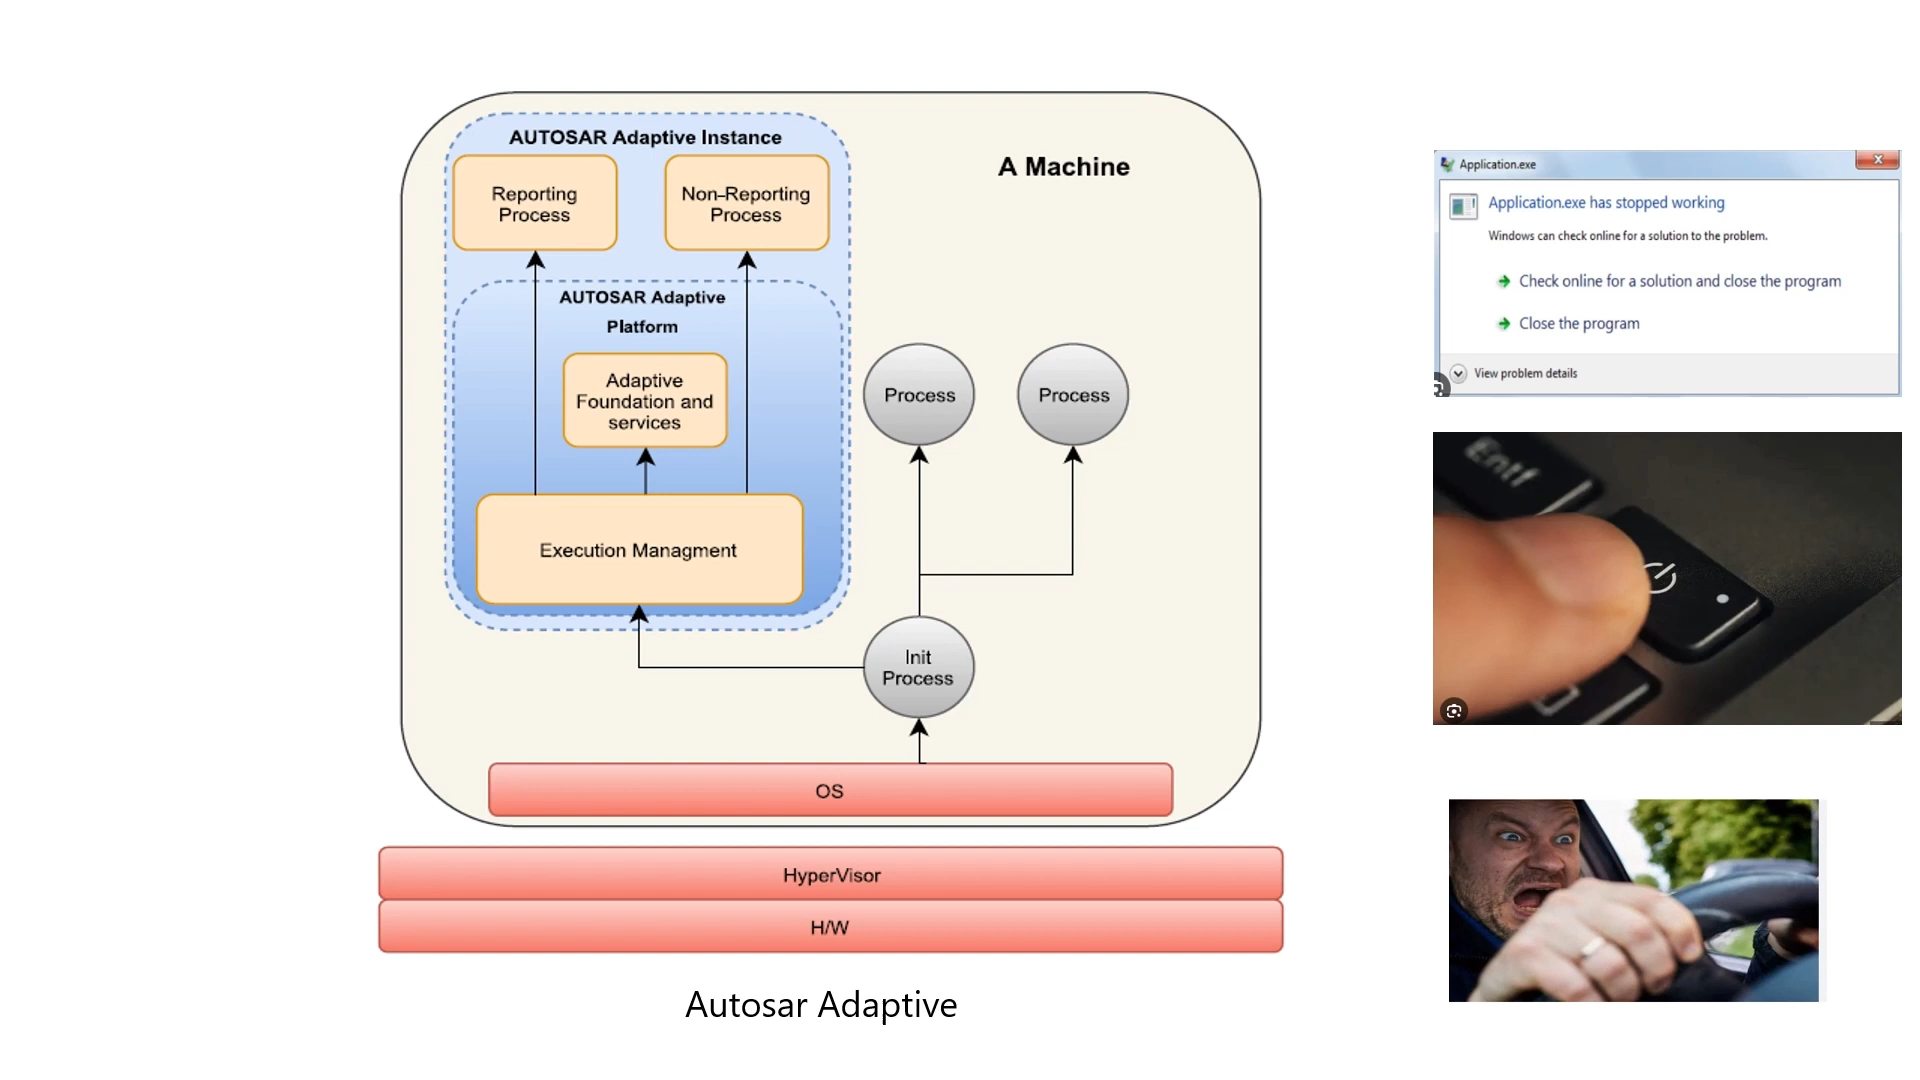 AUTOSAR Adaptive Instance
Reporting
Process
Non-Reporting
Process
A Machine
AUTOSAR Adaptive
Platform
Adaptive
Foundation and
services
Execution Managment
Process
Process
Init
Process
OS
HyperVisor
H/W
Autosar Adaptive
Application.exe
Application.exe has stopped working
Windows can check online for a solution to the problem.
Check online for a solution and close the program
Close the program
View problem details
Entf